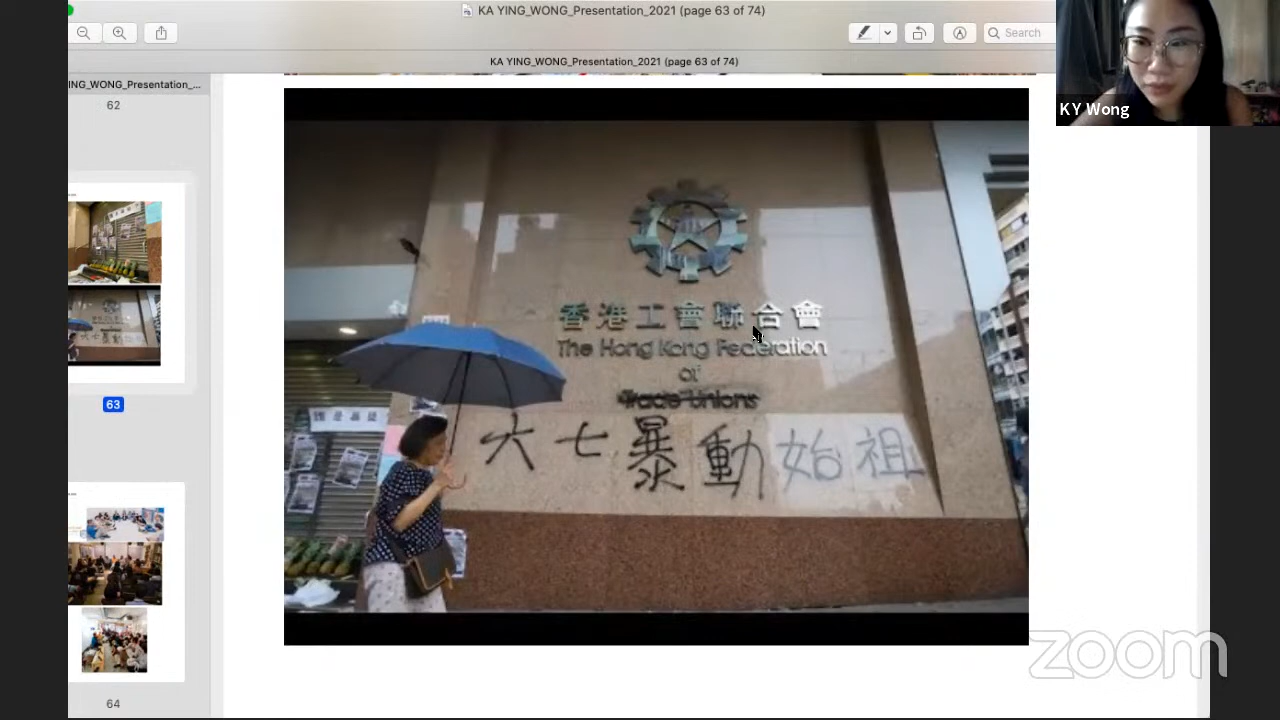 KA YING_WONG_Presentation_2021 (page 63 of 74)
Search
KA YING_WONG_Presentation_2021 (page 63 of 74)
ING_WONG_Presentation_...
62
63
64
香港工會聯合會
The Hong Kong Federation
of
Trade Unions
六七暴動始祖
KY Wong
zoom